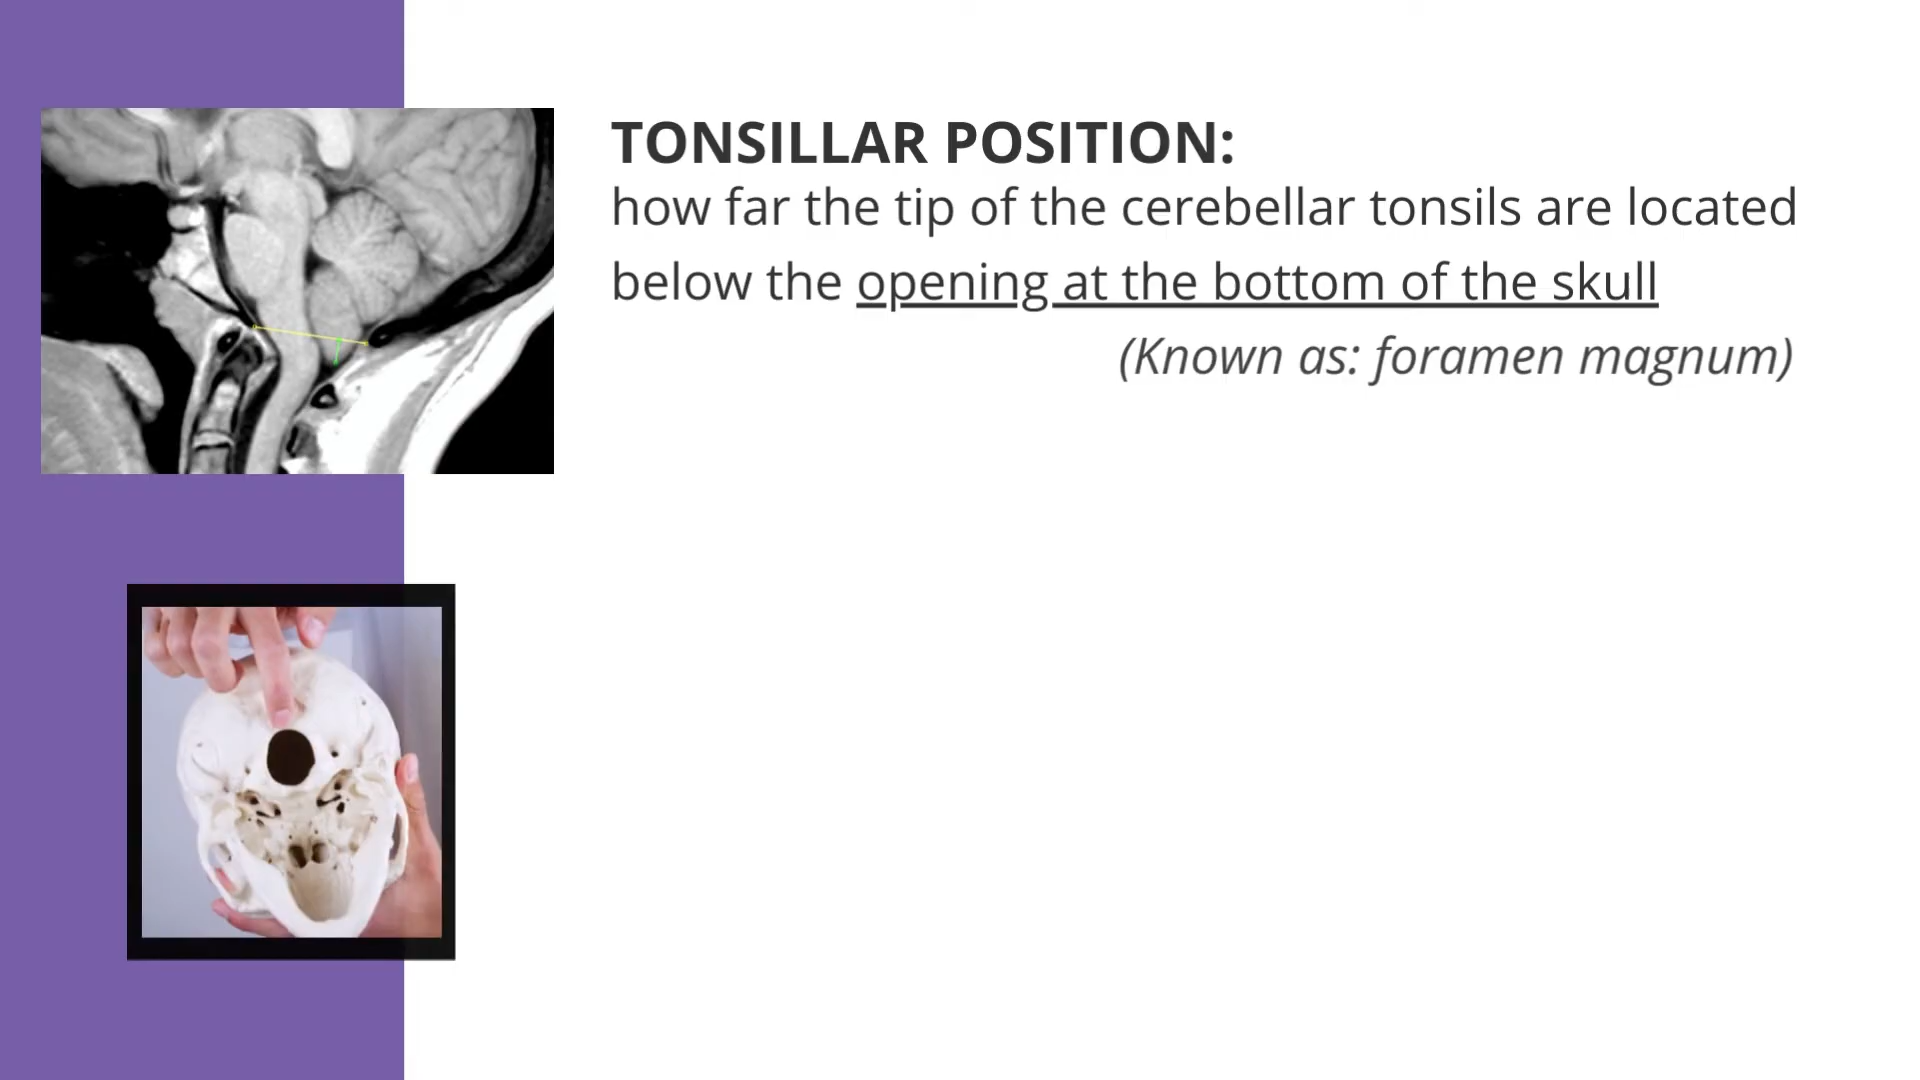 TONSILLAR POSITION:
how far the tip of the cerebellar tonsils are located
below the opening at the bottom of the skull
(Known as: foramen magnum)